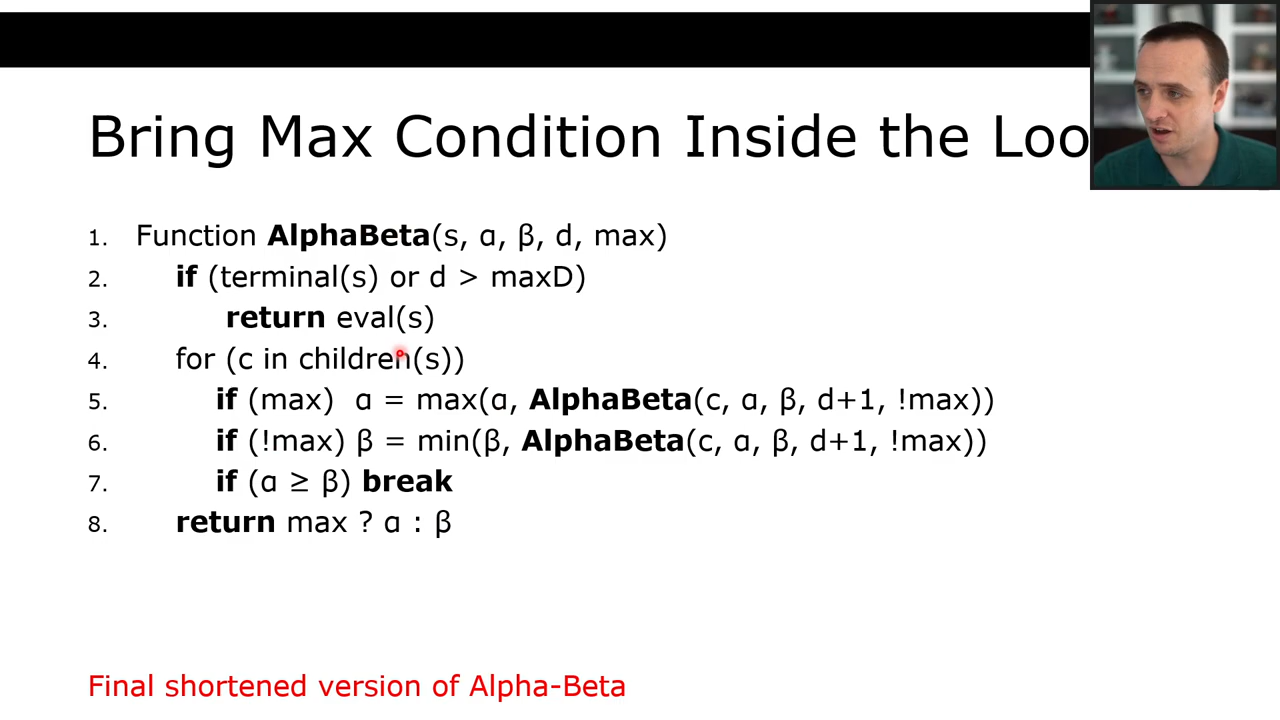 Bring Max Condition Inside the Loo
1. Function AlphaBeta(s, α, β, d, max)
2. if (terminal(s) or d > maxD)
3. return eval(s)
4. for (c in children(s))
5. if (max) α = max(α, AlphaBeta(c, α, β, d+1, !max))
6. if (!max) β = min(β, AlphaBeta(c, α, β, d+1, !max))
7. if (α ≥ β) break
8. return max ? α : β
Final shortened version of Alpha-Beta